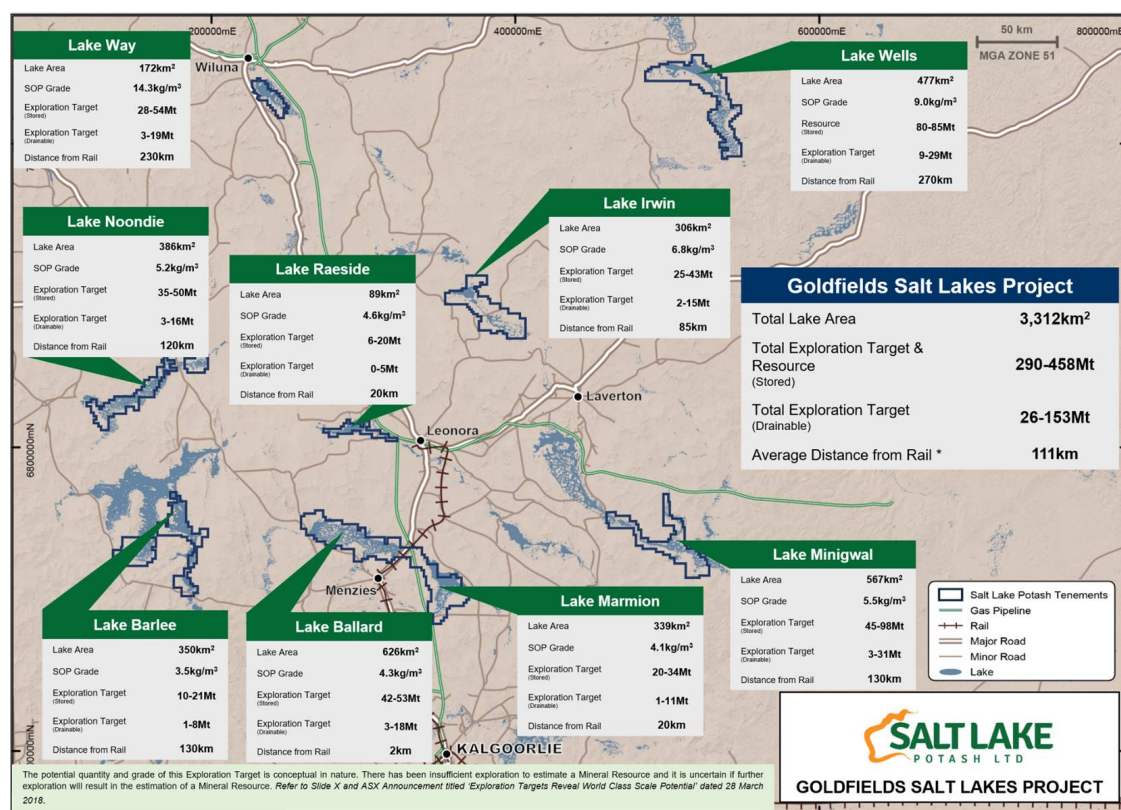 200000mE
400000mE
600000mE
800000mE
50 km
MGA ZONE 51
Lake Way
Lake Area 172km²
SOP Grade 14.3kg/m³
Exploration Target 28-54Mt
(Stored)
Exploration Target 3-19Mt
(Drainable)
Distance from Rail 230km
Wiluna
Lake Wells
Lake Area 477km²
SOP Grade 9.0kg/m³
Resource 80-85Mt
(Stored)
Exploration Target 9-29Mt
(Drainable)
Distance from Rail 270km
Lake Noondie
Lake Area 386km²
SOP Grade 5.2kg/m³
Exploration Target 35-50Mt
(Stored)
Exploration Target 3-16Mt
(Drainable)
Distance from Rail 120km
Lake Raeside
Lake Area 89km²
SOP Grade 4.6kg/m³
Exploration Target 6-20Mt
(Stored)
Exploration Target 0-5Mt
(Drainable)
Distance from Rail 20km
Lake Irwin
Lake Area 306km²
SOP Grade 6.8kg/m³
Exploration Target 25-43Mt
(Stored)
Exploration Target 2-15Mt
(Drainable)
Distance from Rail 85km
Goldfields Salt Lakes Project
Total Lake Area 3,312km²
Total Exploration Target &
Resource 290-458Mt
(Stored)
Total Exploration Target 26-153Mt
(Drainable)
Average Distance from Rail * 111km
Laverton
Leonora
6800000mN
Menzies
Lake Barlee
Lake Area 350km²
SOP Grade 3.5kg/m³
Exploration Target 10-21Mt
(Stored)
Exploration Target 1-8Mt
(Drainable)
Distance from Rail 130km
Lake Ballard
Lake Area 626km²
SOP Grade 4.3kg/m³
Exploration Target 42-53Mt
(Stored)
Exploration Target 3-18Mt
(Drainable)
Distance from Rail 2km
Lake Marmion
Lake Area 339km²
SOP Grade 4.1kg/m³
Exploration Target 20-34Mt
(Stored)
Exploration Target 1-11Mt
(Drainable)
Distance from Rail 20km
Lake Minigwal
Lake Area 567km²
SOP Grade 5.5kg/m³
Exploration Target 45-98Mt
(Stored)
Exploration Target 3-31Mt
(Drainable)
Distance from Rail 130km
Salt Lake Potash Tenements
Gas Pipeline
Rail
Major Road
Minor Road
Lake
KALGOORLIE
SALT LAKE
POTASH LTD
GOLDFIELDS SALT LAKES PROJECT
The potential quantity and grade of this Exploration Target is conceptual in nature. There has been insufficient exploration to estimate a Mineral Resource and it is uncertain if further
exploration will result in the estimation of a Mineral Resource. Refer to Slide X and ASX Announcement titled 'Exploration Targets Reveal World Class Scale Potential' dated 28 March
2018.